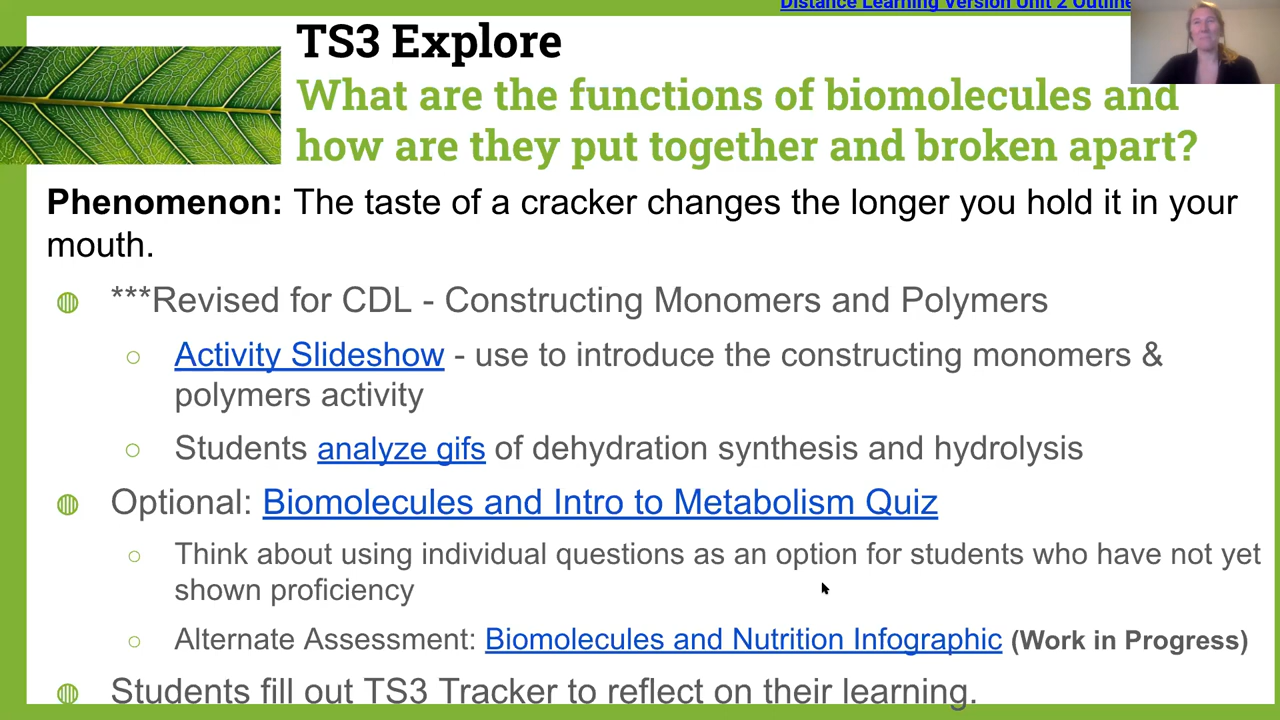 Distance Learning Version Unit 2 Outline
TS3 Explore
What are the functions of biomolecules and
how are they put together and broken apart?
Phenomenon: The taste of a cracker changes the longer you hold it in your
mouth.
***Revised for CDL - Constructing Monomers and Polymers
Activity Slideshow - use to introduce the constructing monomers &
polymers activity
Students analyze gifs of dehydration synthesis and hydrolysis
Optional: Biomolecules and Intro to Metabolism Quiz
Think about using individual questions as an option for students who have not yet
shown proficiency
Alternate Assessment: Biomolecules and Nutrition Infographic (Work in Progress)
Students fill out TS3 Tracker to reflect on their learning.